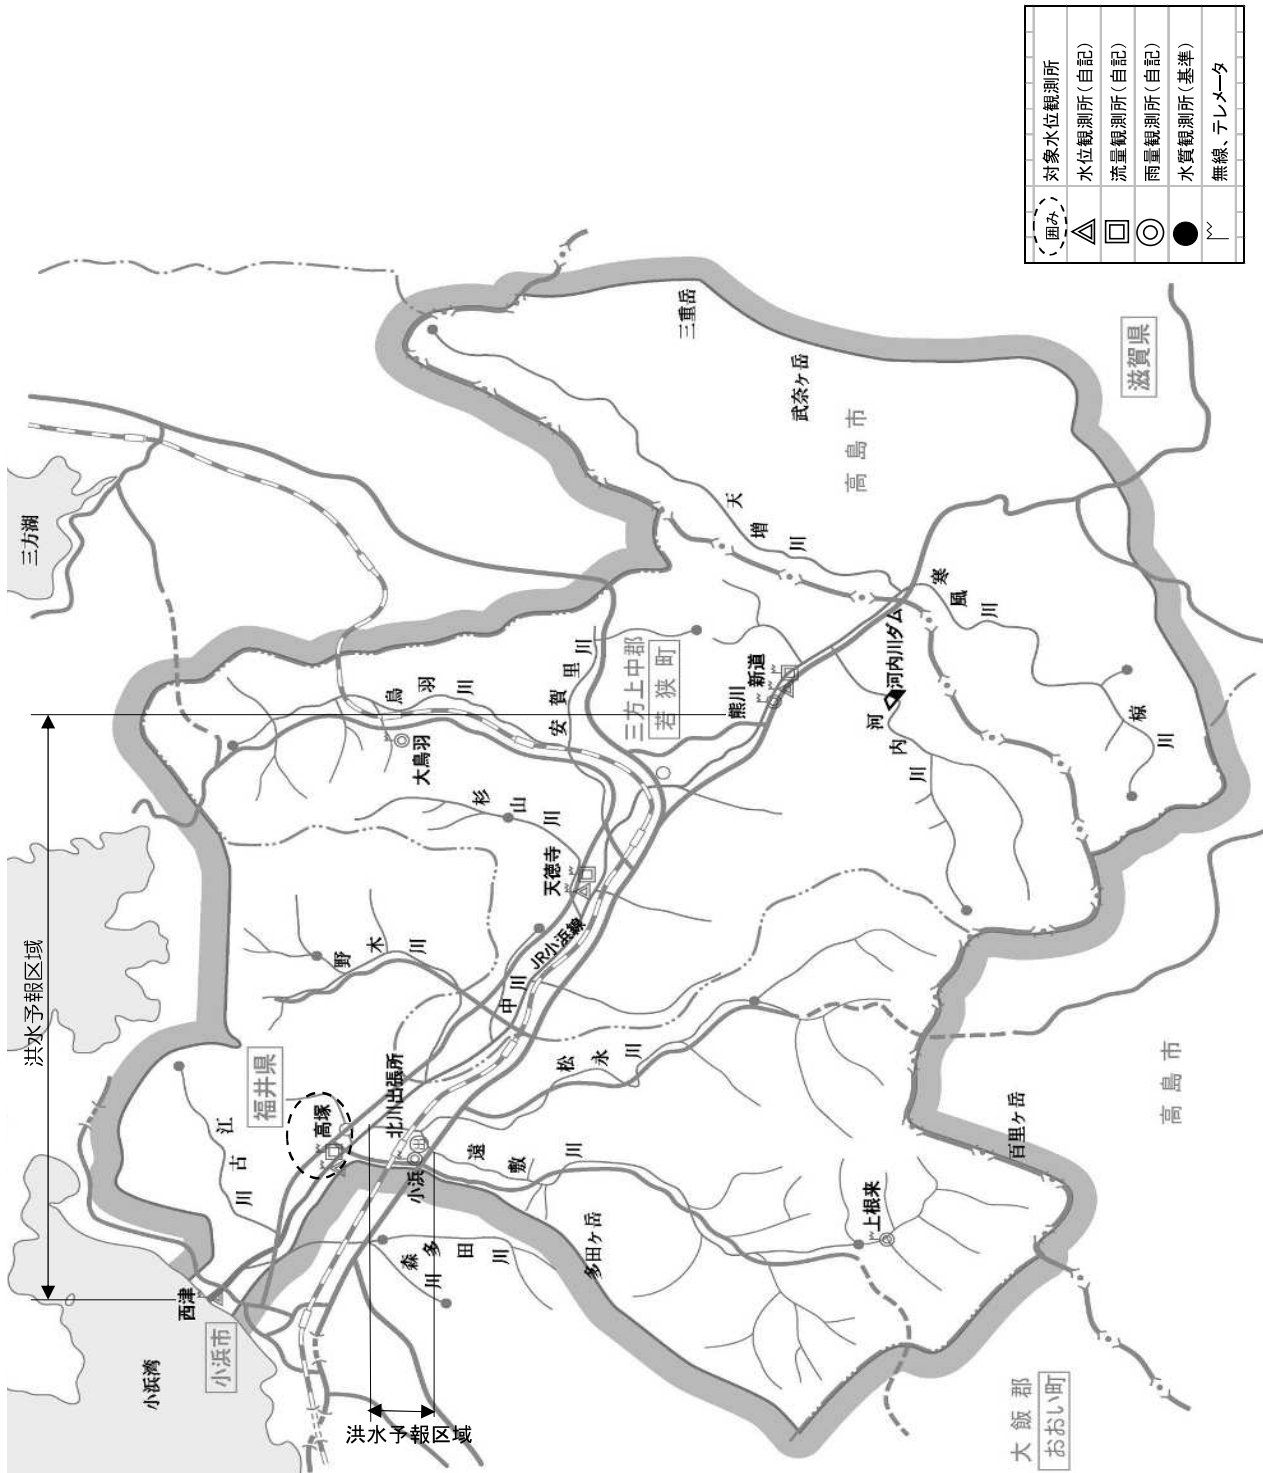 囲み 対象水位観測所
水位観測所(自記)
流量観測所(自記)
雨量観測所(自記)
水質観測所(基準)
無線、テレメータ
三方湖
三重岳
武奈ヶ岳
高島市
滋賀県
天増川
寒風川
椋川
河内川ダム
河内川
新道
熊川
三方上中郡
若狭町
安賀里川
鳥羽川
大鳥羽
杉山川
天徳寺
JR小浜線
中川
野木川
洪水予報区域
福井県
高塚
北川出張所
松永川
遠敷川
小浜
江古川
森川
多田川
多田ヶ岳
上根来
百里ヶ岳
高島市
西津
小浜市
小浜湾
洪水予報区域
大飯郡
おおい町